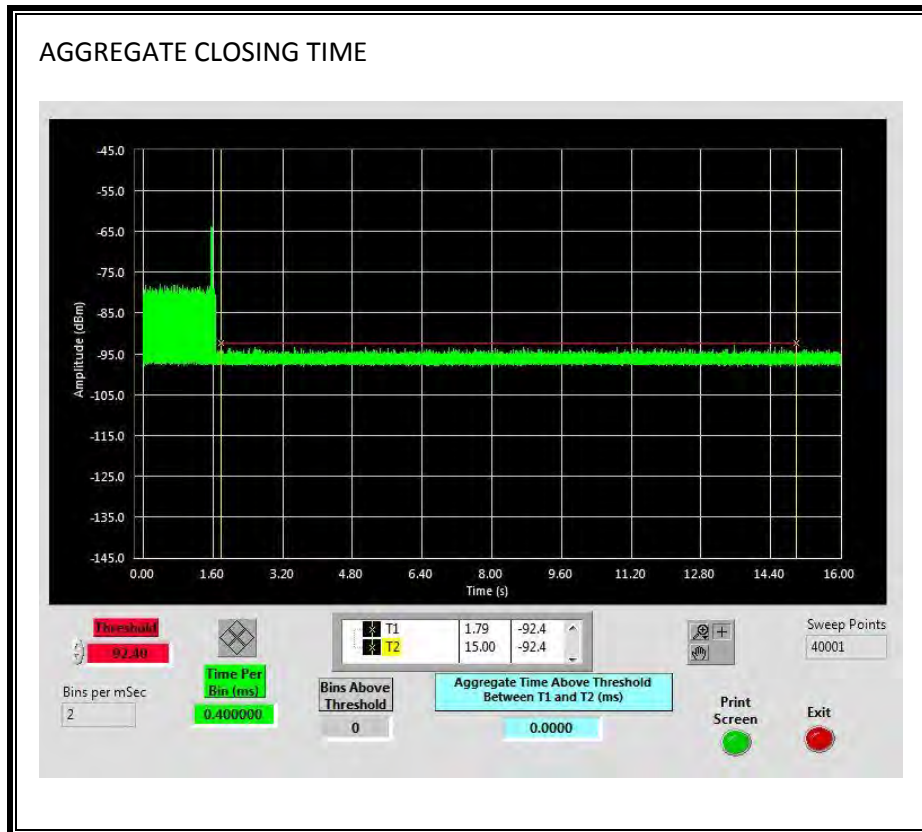 AGGREGATE CLOSING TIME
-45.0
-55.0
-65.0
-75.0
-85.0
-95.0
-105.0
-115.0
-125.0
-135.0
-145.0
Amplitude (dBm)
0.00 1.60 3.20 4.80 6.40 8.00 9.60 11.20 12.80 14.40 16.00
Time (s)
Threshold
92.40
Bins per mSec
2
Time Per
Bin (ms)
0.400000
T1 1.79 -92.4
T2 15.00 -92.4
Bins Above
Threshold
0
Aggregate Time Above Threshold
Between T1 and T2 (ms)
0.0000
Sweep Points
40001
Print
Screen
Exit